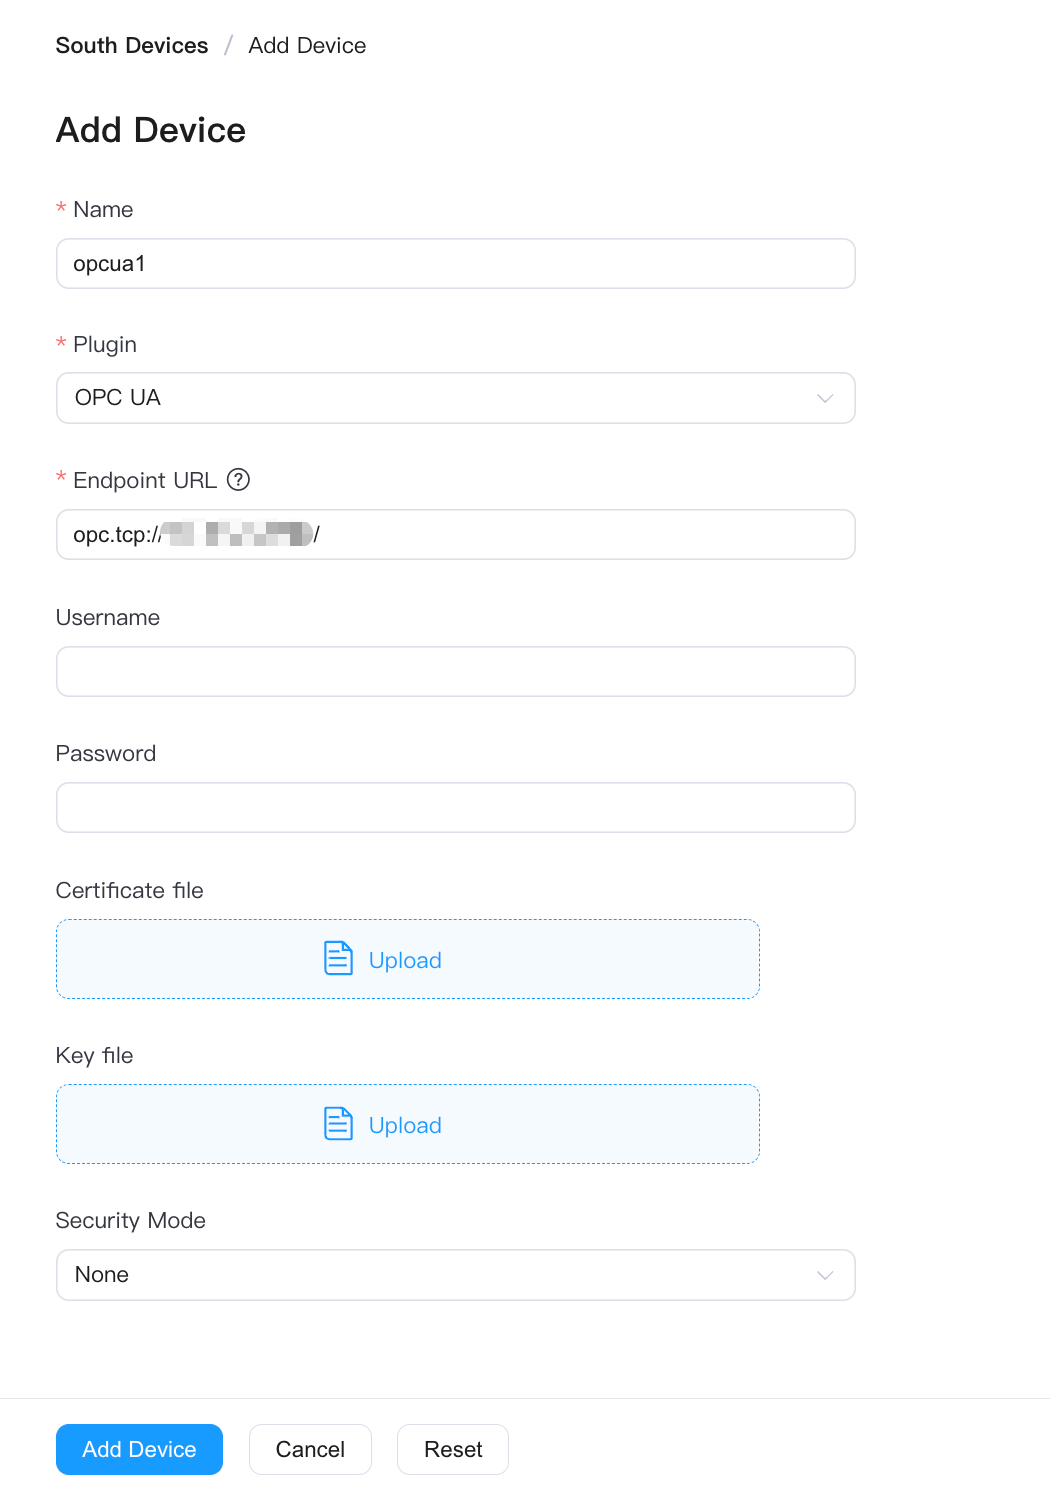 South Devices / Add Device
Add Device
* Name
opcua1
* Plugin
OPC UA
* Endpoint URL ?
opc.tcp:// /
Username
Password
Certificate file
Upload
Key file
Upload
Security Mode
None
Add Device Cancel Reset